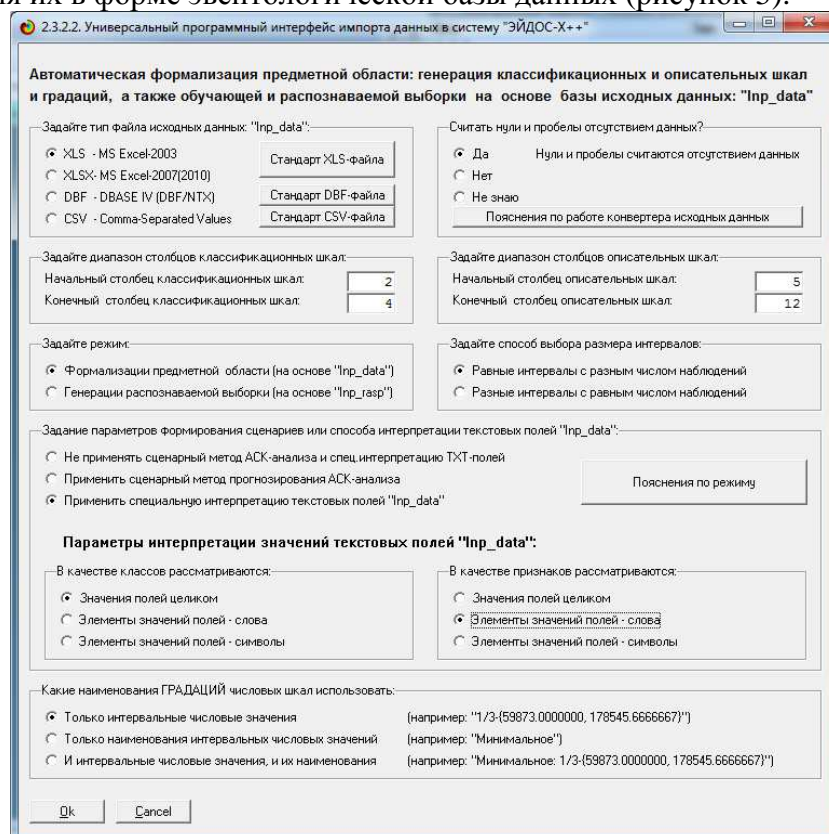 ия их в форме эвентологической базы данных (рисунок 3).
2.3.2.2. Универсальный программный интерфейс импорта данных в систему "ЭЙДОС-X++"
Автоматическая формализация предметной области: генерация классификационных и описательных шкал
и градаций, а также обучающей и распознаваемой выборки на основе базы исходных данных: "Inp_data"
Задайте тип файла исходных данных: "Inp_data":
XLS - MS Excel-2003
XLSX- MS Excel-2007(2010)
DBF - DBASE IV (DBF/NTX)
CSV - Comma-Separated Values
Стандарт XLS-файла
Стандарт DBF-файла
Стандарт CSV-файла
Считать нули и пробелы отсутствием данных?
Да Нули и пробелы считаются отсутствием данных
Нет
Не знаю
Пояснения по работе конвертера исходных данных
Задайте диапазон столбцов классификационных шкал:
Начальный столбец классификационных шкал: 2
Конечный столбец классификационных шкал: 4
Задайте диапазон столбцов описательных шкал:
Начальный столбец описательных шкал: 5
Конечный столбец описательных шкал: 12
Задайте режим:
Формализации предметной области (на основе "Inp_data")
Генерации распознаваемой выборки (на основе "Inp_rasp")
Задайте способ выбора размера интервалов:
Равные интервалы с разным числом наблюдений
Разные интервалы с равным числом наблюдений
Задание параметров формирования сценариев или способа интерпретации текстовых полей "Inp_data":
Не применять сценарный метод АСК-анализа и спец.интерпретацию TXT-полей
Применить сценарный метод прогнозирования АСК-анализа
Применить специальную интерпретацию текстовых полей "Inp_data"
Пояснения по режиму
Параметры интерпретации значений текстовых полей "Inp_data":
В качестве классов рассматриваются:
Значения полей целиком
Элементы значений полей - слова
Элементы значений полей - символы
В качестве признаков рассматриваются:
Значения полей целиком
Элементы значений полей - слова
Элементы значений полей - символы
Какие наименования ГРАДАЦИЙ числовых шкал использовать:
Только интервальные числовые значения (например: "1/3-{59873.0000000, 178545.6666667}")
Только наименования интервальных числовых значений (например: "Минимальное")
И интервальные числовые значения, и их наименования (например: "Минимальное: 1/3-{59873.0000000, 178545.6666667}")
Ok Cancel